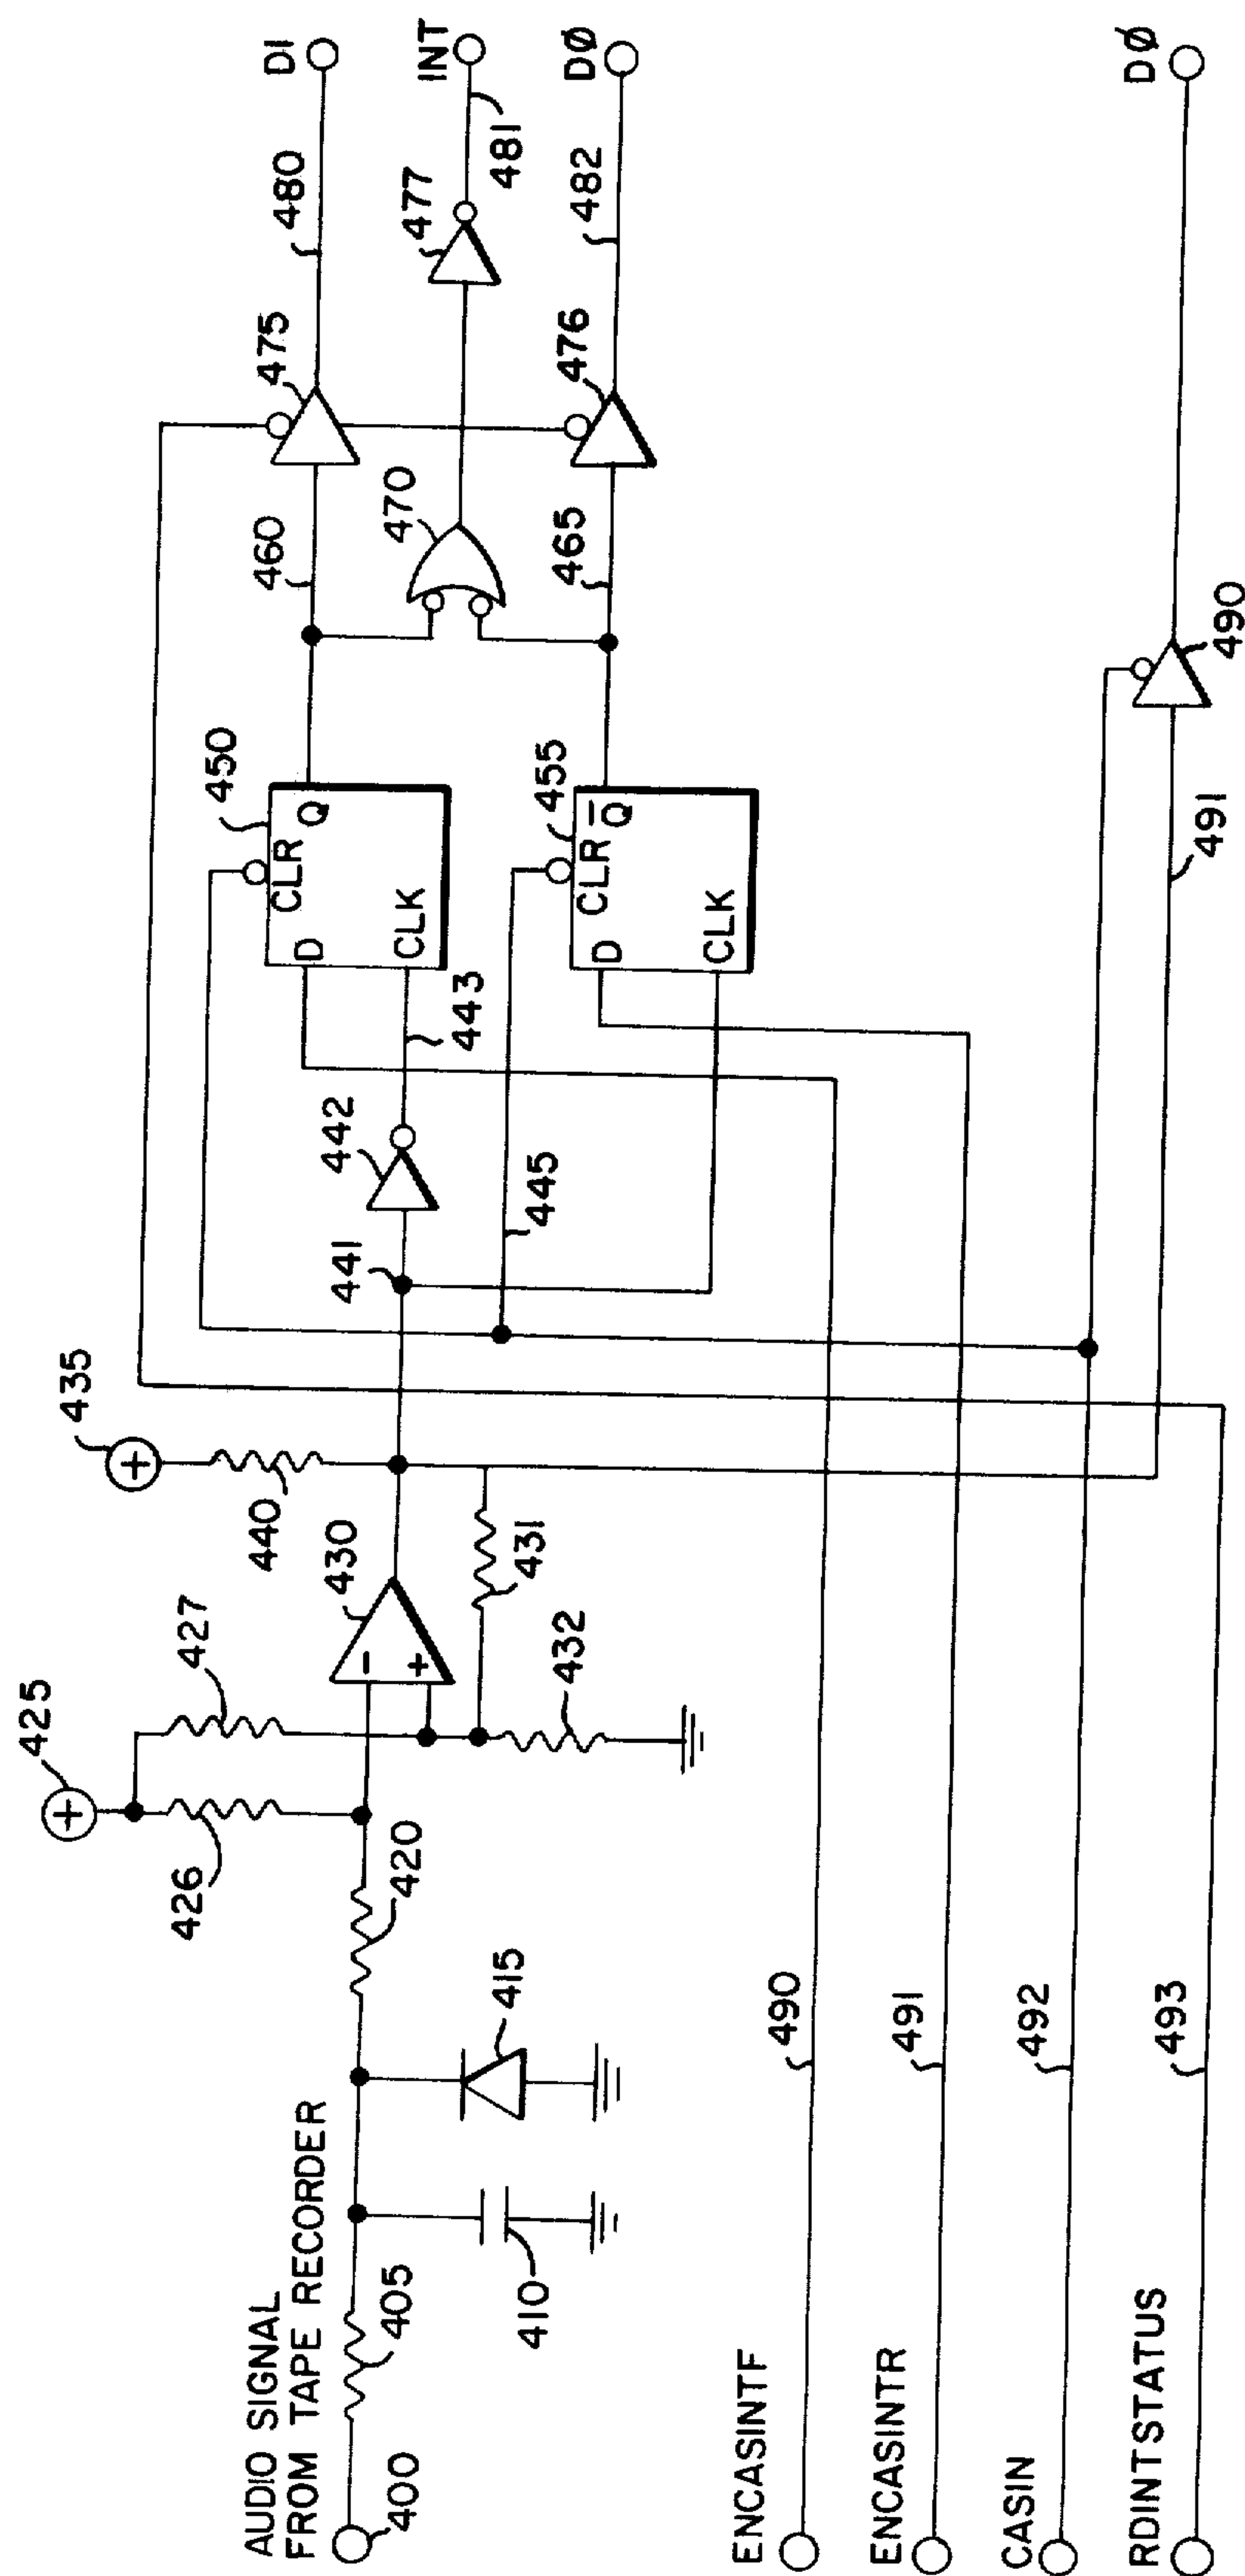 AUDIO SIGNAL
FROM TAPE RECORDER
400
405
410
415
420
425
426
427
430
431
432
435
440
441
442
443
445
450
D
CLR
Q
CLK
455
D
CLR
Q̅
CLK
460
465
470
475
476
477
480
481
482
D1
INT
DØ
ENCASINTF
490
ENCASINTR
491
CASIN
492
RDINTSTATUS
493
491
490
DØ
+
+
-
+